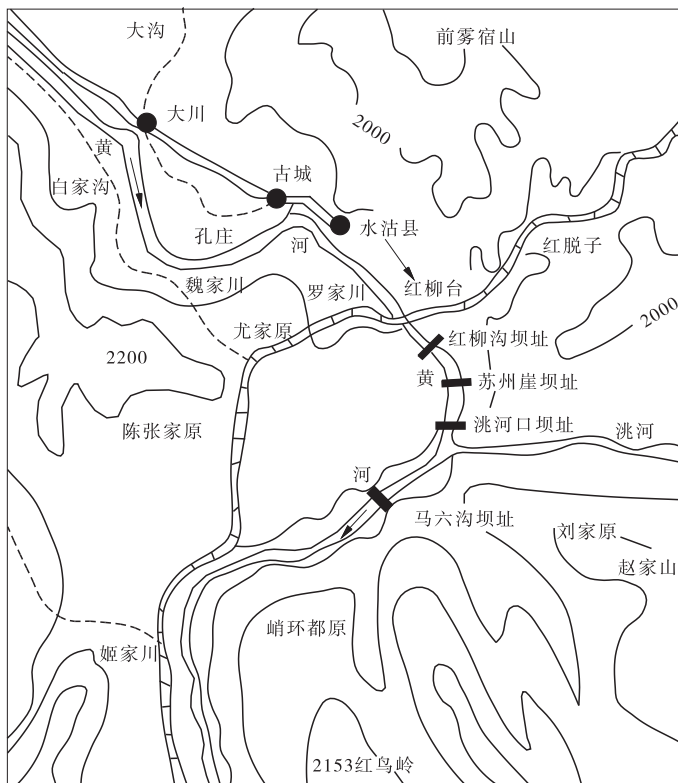 大沟
前雾宿山
大川
2000
黄
古城
白家沟
水沽县
孔庄
河
红脱子
魏家川
罗家川
红柳台
尤家原
2000
红柳沟坝址
2200
黄
苏州崖坝址
陈张家原
洮河口坝址
洮河
河
马六沟坝址
刘家原
赵家山
峭环都原
姬家川
2153红鸟岭